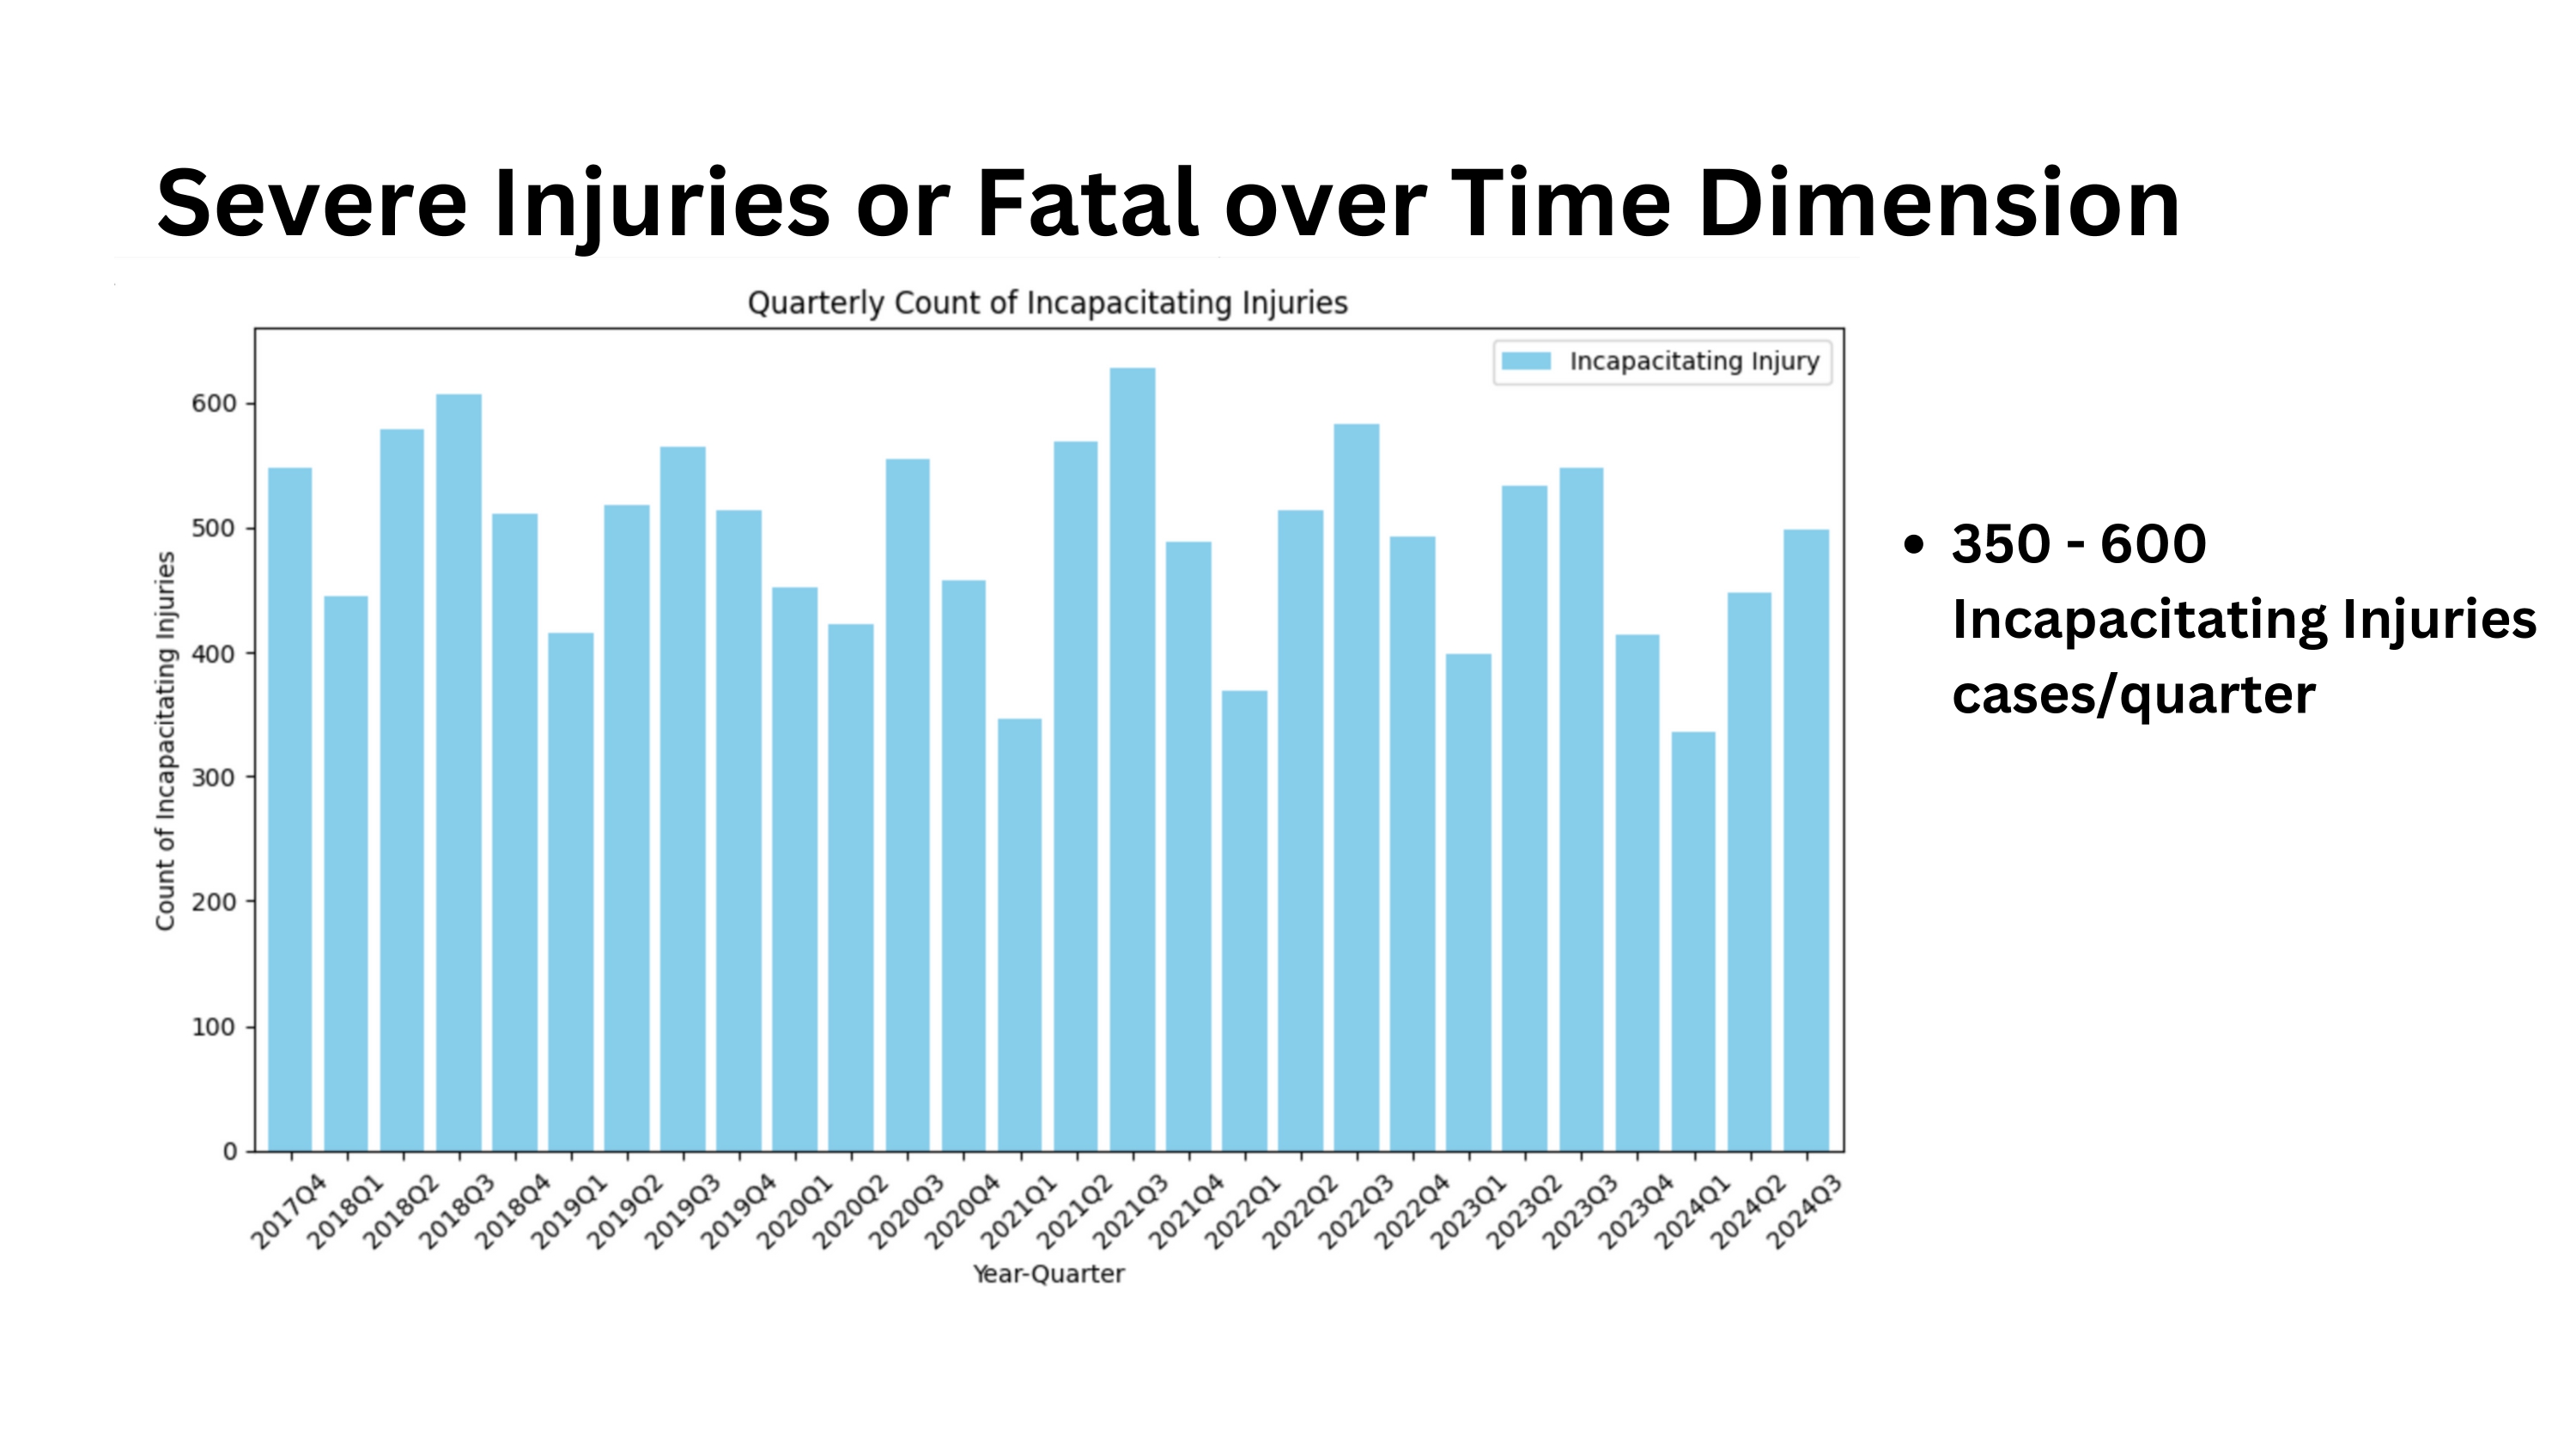 Severe Injuries or Fatal over Time Dimension
Quarterly Count of Incapacitating Injuries
Incapacitating Injury
Count of Incapacitating Injuries
600
500
400
300
200
100
0
2017Q4
2018Q1
2018Q2
2018Q3
2018Q4
2019Q1
2019Q2
2019Q3
2019Q4
2020Q1
2020Q2
2020Q3
2020Q4
2021Q1
2021Q2
2021Q3
2021Q4
2022Q1
2022Q2
2022Q3
2022Q4
2023Q1
2023Q2
2023Q3
2023Q4
2024Q1
2024Q2
2024Q3
Year-Quarter
• 350 - 600
Incapacitating Injuries
cases/quarter